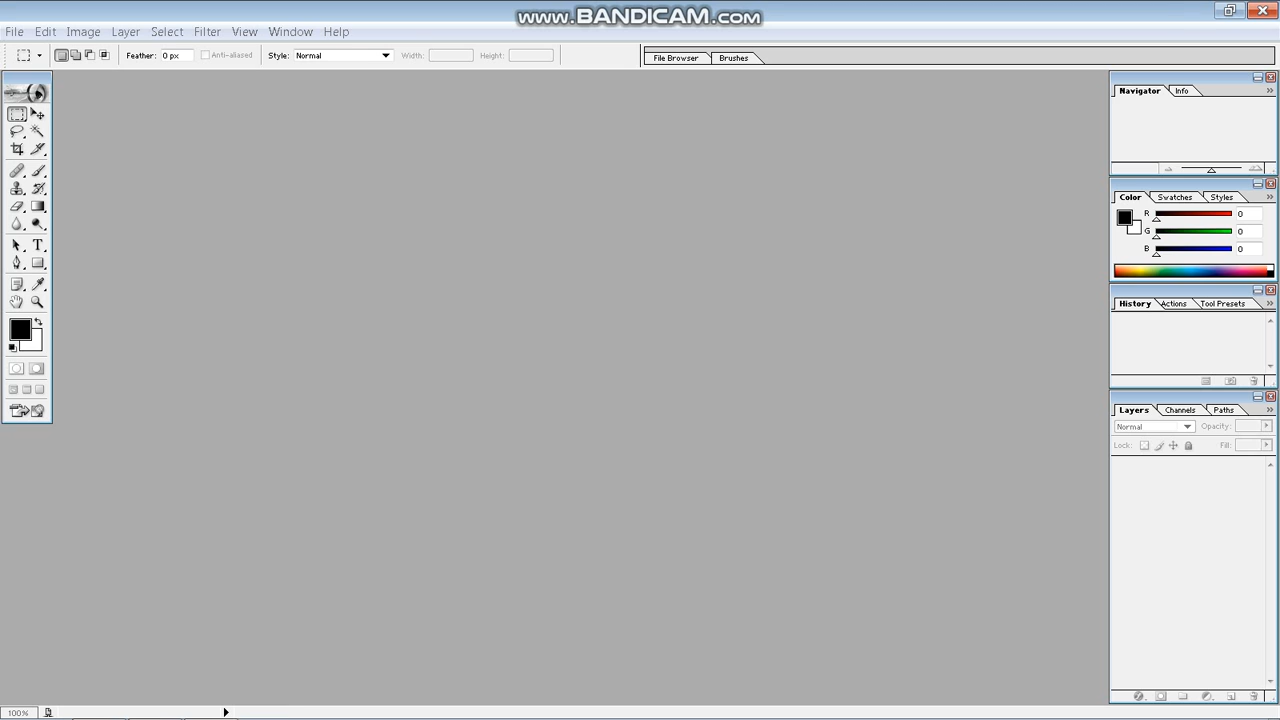 www.BANDICAM.com
File Edit Image Layer Select Filter View Window Help
Feather: 0 px Anti-aliased Style: Normal Width: Height: File Browser Brushes
Navigator Info
Color Swatches Styles
R 0
G 0
B 0
History Actions Tool Presets
Layers Channels Paths
Normal Opacity:
Lock: Fill:
T
100%